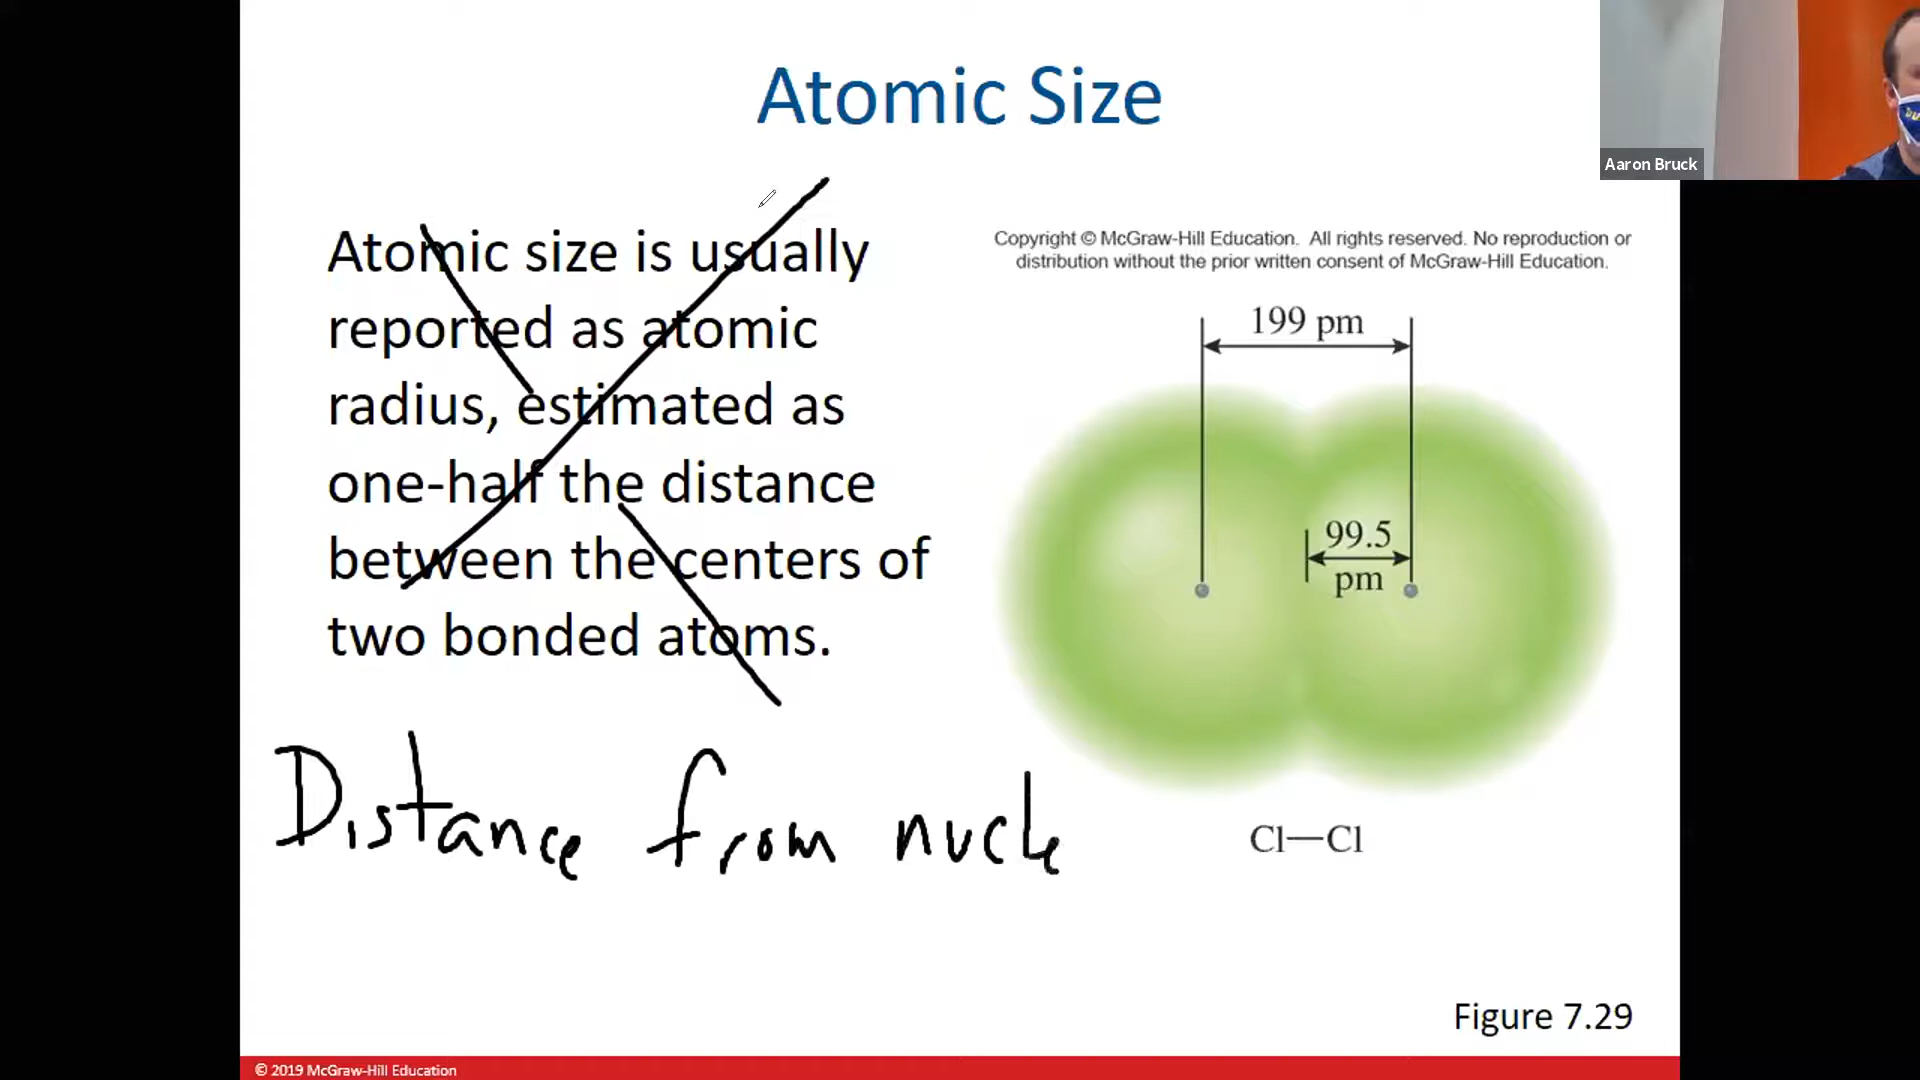 Atomic Size
Aaron Bruck
Atomic size is usually
reported as atomic
radius, estimated as
one-half the distance
between the centers of
two bonded atoms.
Distance from nucle
Copyright © McGraw-Hill Education. All rights reserved. No reproduction or
distribution without the prior written consent of McGraw-Hill Education.
199 pm
99.5
pm
Cl—Cl
Figure 7.29
© 2019 McGraw-Hill Education